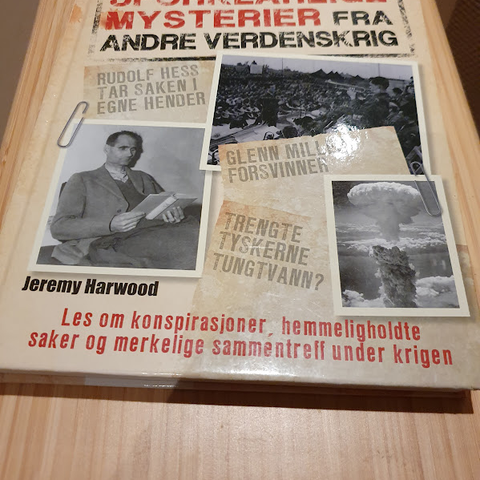 MYSTERIER FRA
ANDRE VERDENSKRIG
RUDOLF HESS
TAR SAKEN I
EGNE HENDER
GLENN MILL
FORSVINNER
TRENGTE
TYSKERNE
TUNGTVANN?
Jeremy Harwood
Les om konspirasjoner, hemmeligholdte
saker og merkelige sammentreff under krigen